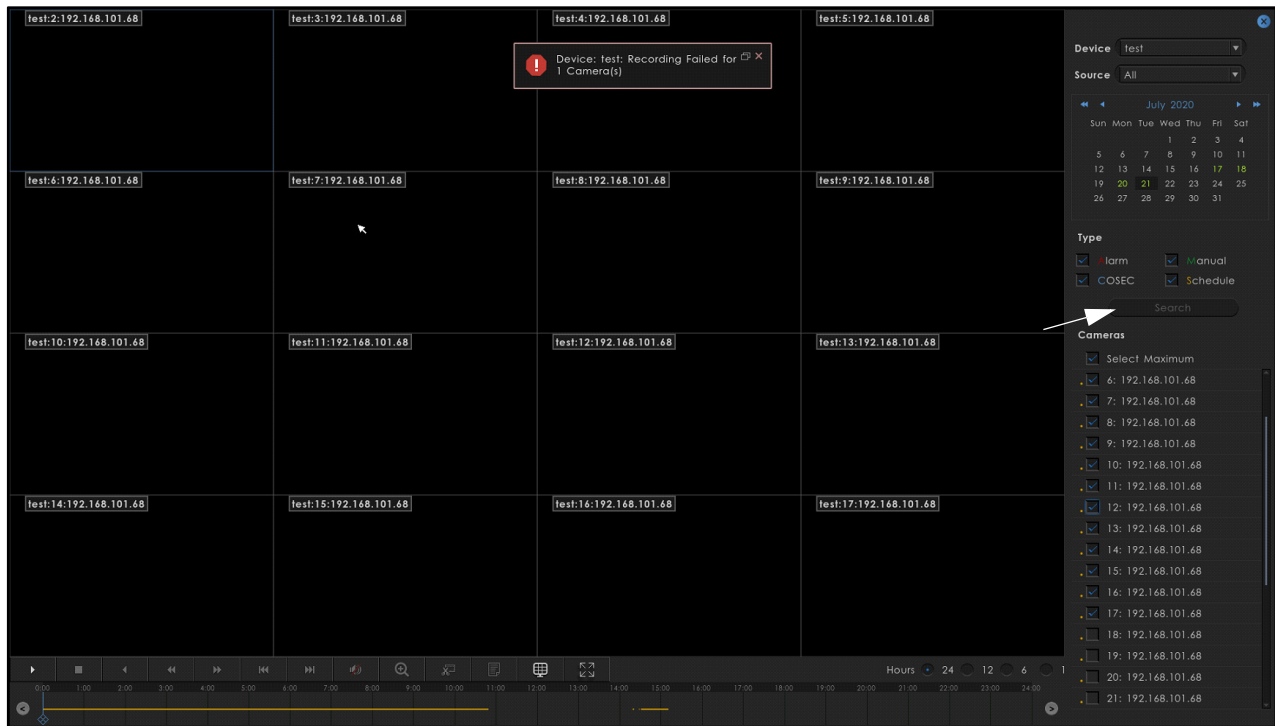 test:2:192.168.101.68
test:3:192.168.101.68
test:4:192.168.101.68
test:5:192.168.101.68
Device: test: Recording Failed for
1 Camera(s)
test:6:192.168.101.68
test:7:192.168.101.68
test:8:192.168.101.68
test:9:192.168.101.68
test:10:192.168.101.68
test:11:192.168.101.68
test:12:192.168.101.68
test:13:192.168.101.68
test:14:192.168.101.68
test:15:192.168.101.68
test:16:192.168.101.68
test:17:192.168.101.68
Device test
Source All
July 2020
Sun Mon Tue Wed Thu Fri Sat
1 2 3 4
5 6 7 8 9 10 11
12 13 14 15 16 17 18
19 20 21 22 23 24 25
26 27 28 29 30 31
Type
Alarm Manual
COSEC Schedule
Search
Cameras
Select Maximum
6: 192.168.101.68
7: 192.168.101.68
8: 192.168.101.68
9: 192.168.101.68
10: 192.168.101.68
11: 192.168.101.68
12: 192.168.101.68
13: 192.168.101.68
14: 192.168.101.68
15: 192.168.101.68
16: 192.168.101.68
17: 192.168.101.68
18: 192.168.101.68
19: 192.168.101.68
20: 192.168.101.68
21: 192.168.101.68
Hours 24 12 6 1
0:00 1:00 2:00 3:00 4:00 5:00 6:00 7:00 8:00 9:00 10:00 11:00 12:00 13:00 14:00 15:00 16:00 17:00 18:00 19:00 20:00 21:00 22:00 23:00 24:00